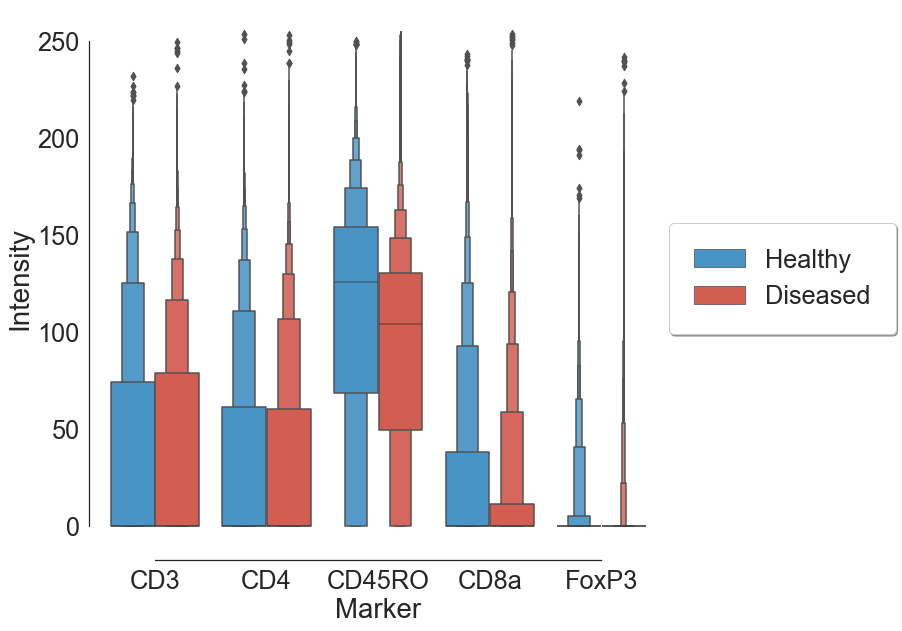 250
200
150
100
50
0
Intensity
CD3
CD4
CD45RO
CD8a
FoxP3
Marker
Healthy
Diseased